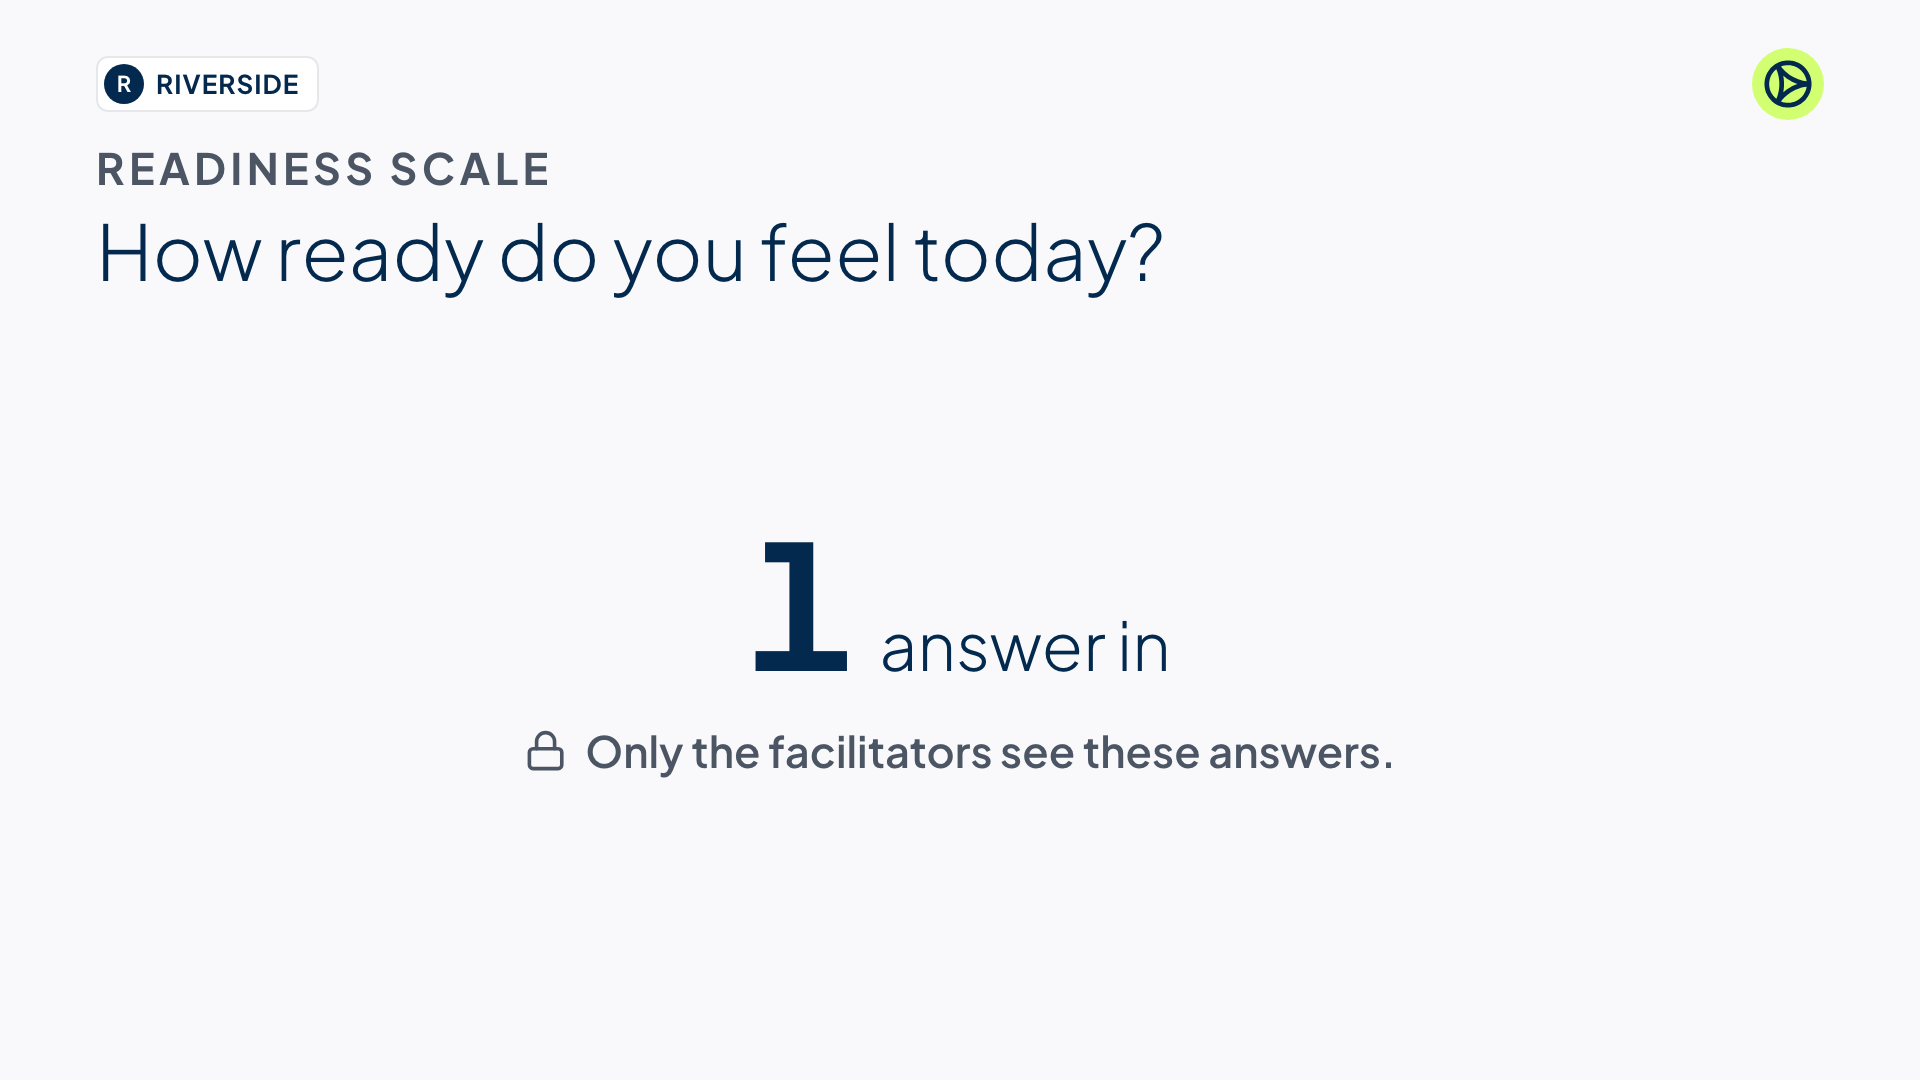 R RIVERSIDE
READINESS SCALE
How ready do you feel today?
1 answer in
Only the facilitators see these answers.